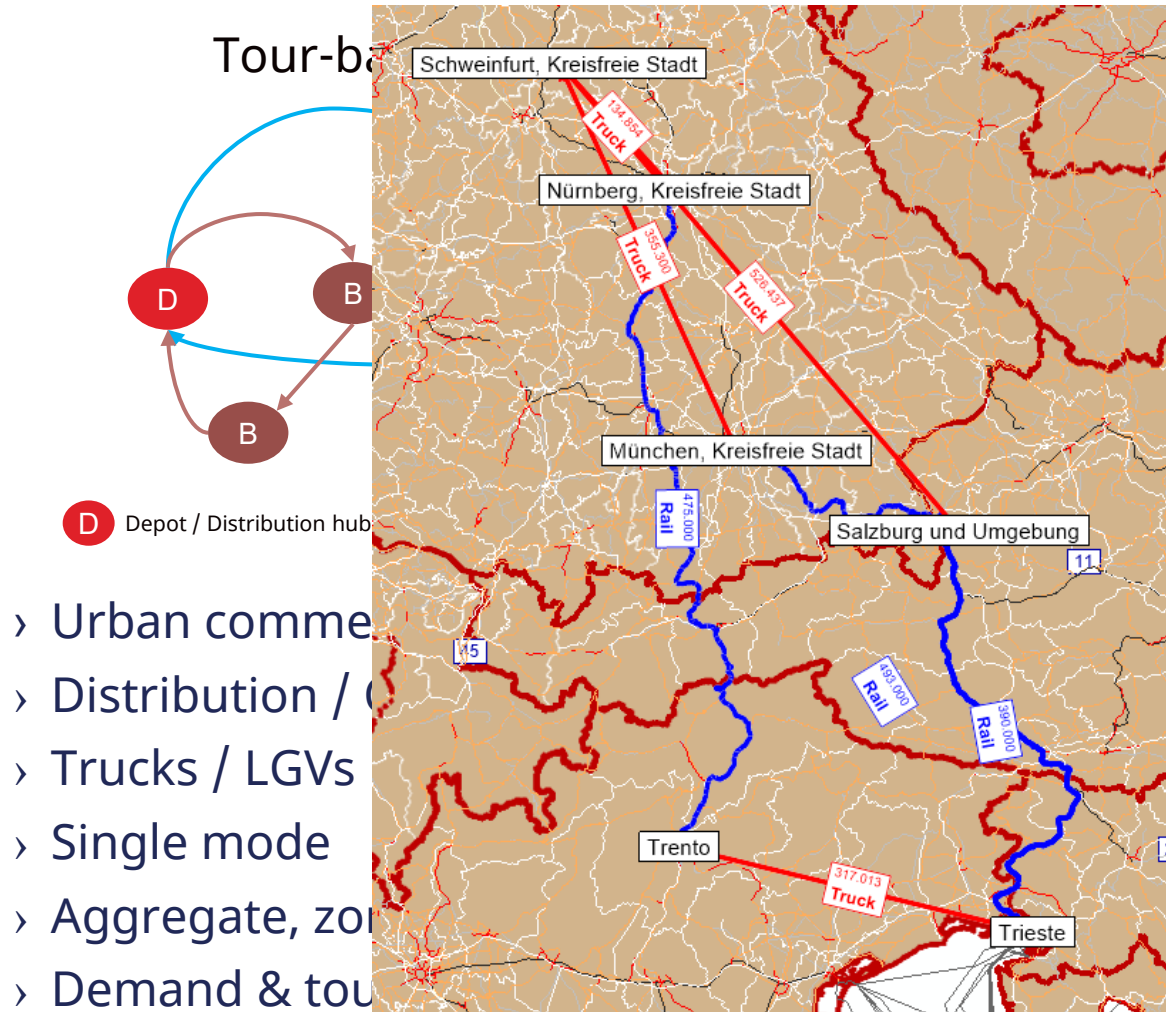 Tour-ba
D
B
B
D Depot / Distribution hub
› Urban comme
› Distribution /
› Trucks / LGVs
› Single mode
› Aggregate, zo
› Demand & tou
Schweinfurt, Kreisfreie Stadt
134.854
Truck
Nürnberg, Kreisfreie Stadt
355.300
Truck
526.437
Truck
München, Kreisfreie Stadt
475.000
Rail
Salzburg und Umgebung
11
45
493.000
Rail
390.000
Rail
Trento
317.013
Truck
Trieste